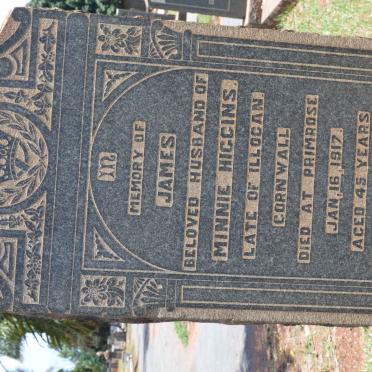 IN
MEMORY OF
JAMES
BELOVED HUSBAND OF
MINNIE HIGGINS
LATE OF ILLOGAN
CORNWALL
DIED AT PRIMROSE
JAN. 16, 1917.
AGED 45 YEARS